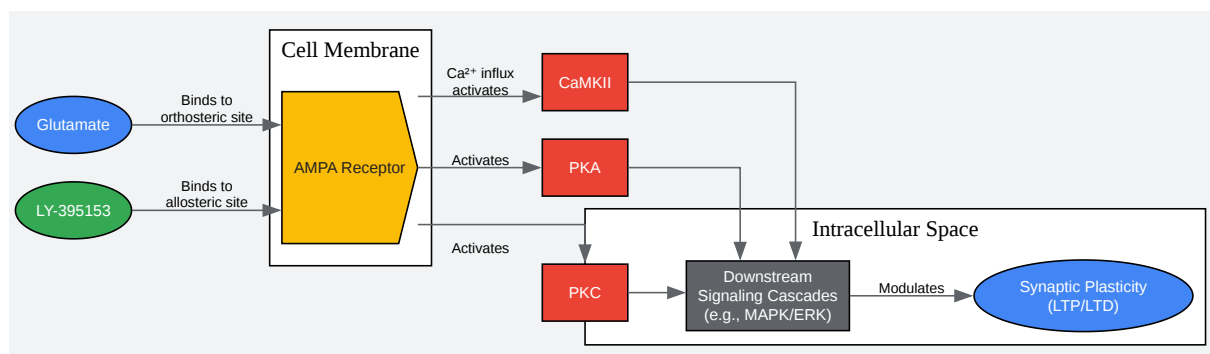 Cell Membrane
Ca²⁺ influx
activates
CaMKII
Binds to
orthosteric site
Glutamate
AMPA Receptor
Activates
PKA
Binds to
allosteric site
LY-395153
Intracellular Space
Activates
PKC
Downstream
Signaling Cascades
(e.g., MAPK/ERK)
Modulates
Synaptic Plasticity
(LTP/LTD)